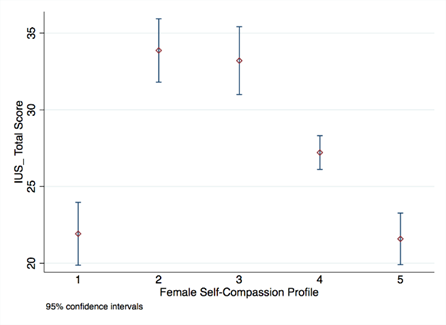 IUS_ Total Score
35
30
25
20
1 2 3 4 5
Female Self-Compassion Profile
95% confidence intervals